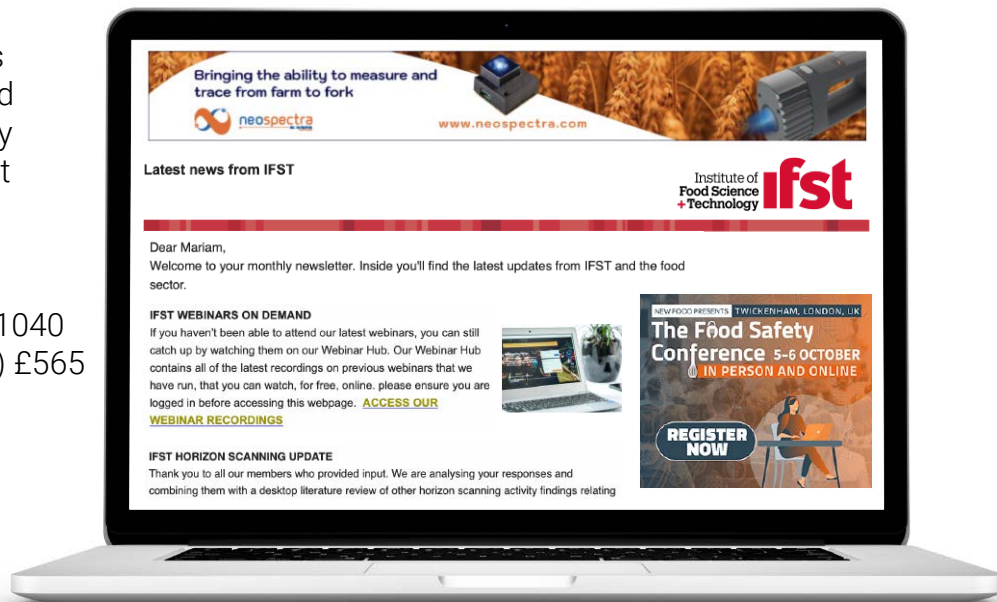 s
d
y
t
1040
) £565
Bringing the ability to measure and
trace from farm to fork
neospectra
www.neospectra.com
Latest news from IFST
Institute of
Food Science
+Technology
ifst
Dear Mariam,
Welcome to your monthly newsletter. Inside you'll find the latest updates from IFST and the food
sector.
IFST WEBINARS ON DEMAND
If you haven't been able to attend our latest webinars, you can still
catch up by watching them on our Webinar Hub. Our Webinar Hub
contains all of the latest recordings on previous webinars that we
have run, that you can watch, for free, online. please ensure you are
logged in before accessing this webpage. ACCESS OUR
WEBINAR RECORDINGS
IFST HORIZON SCANNING UPDATE
Thank you to all our members who provided input. We are analysing your responses and
combining them with a desktop literature review of other horizon scanning activity findings relating
NEW FOOD PRESENTS TWICKENHAM, LONDON, UK
The Food Safety
Conference 5-6 OCTOBER
IN PERSON AND ONLINE
REGISTER
NOW